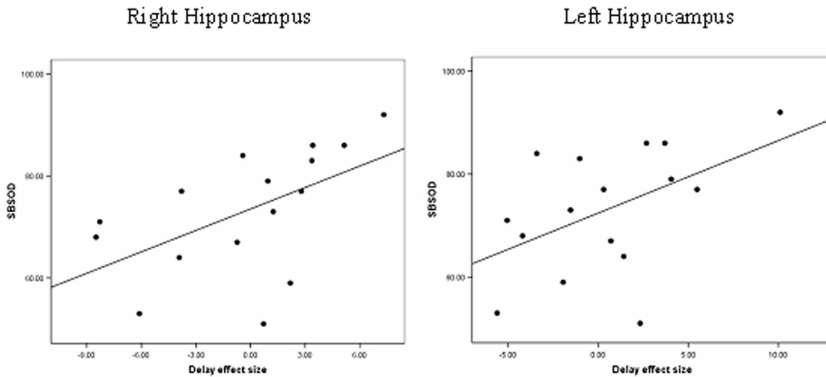 Right Hippocampus
Left Hippocampus
100.00
80.00
60.00
SBSOD
-9.00 -6.00 -3.00 0.00 3.00 6.00
Delay effect size
100.00
80.00
60.00
SBSOD
-5.00 0.00 5.00 10.00
Delay effect size